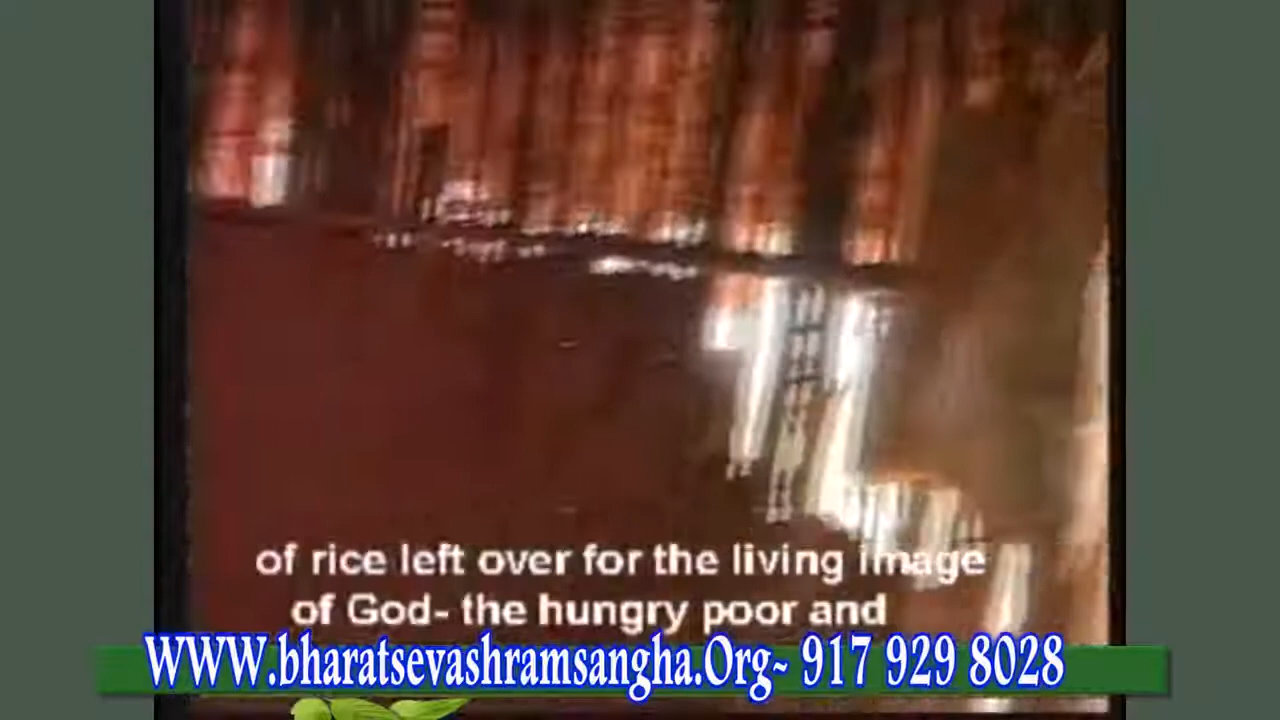 of rice left over for the living image
of God- the hungry poor and
WWW.bharatsevashramsangha.Org- 917 929 8028